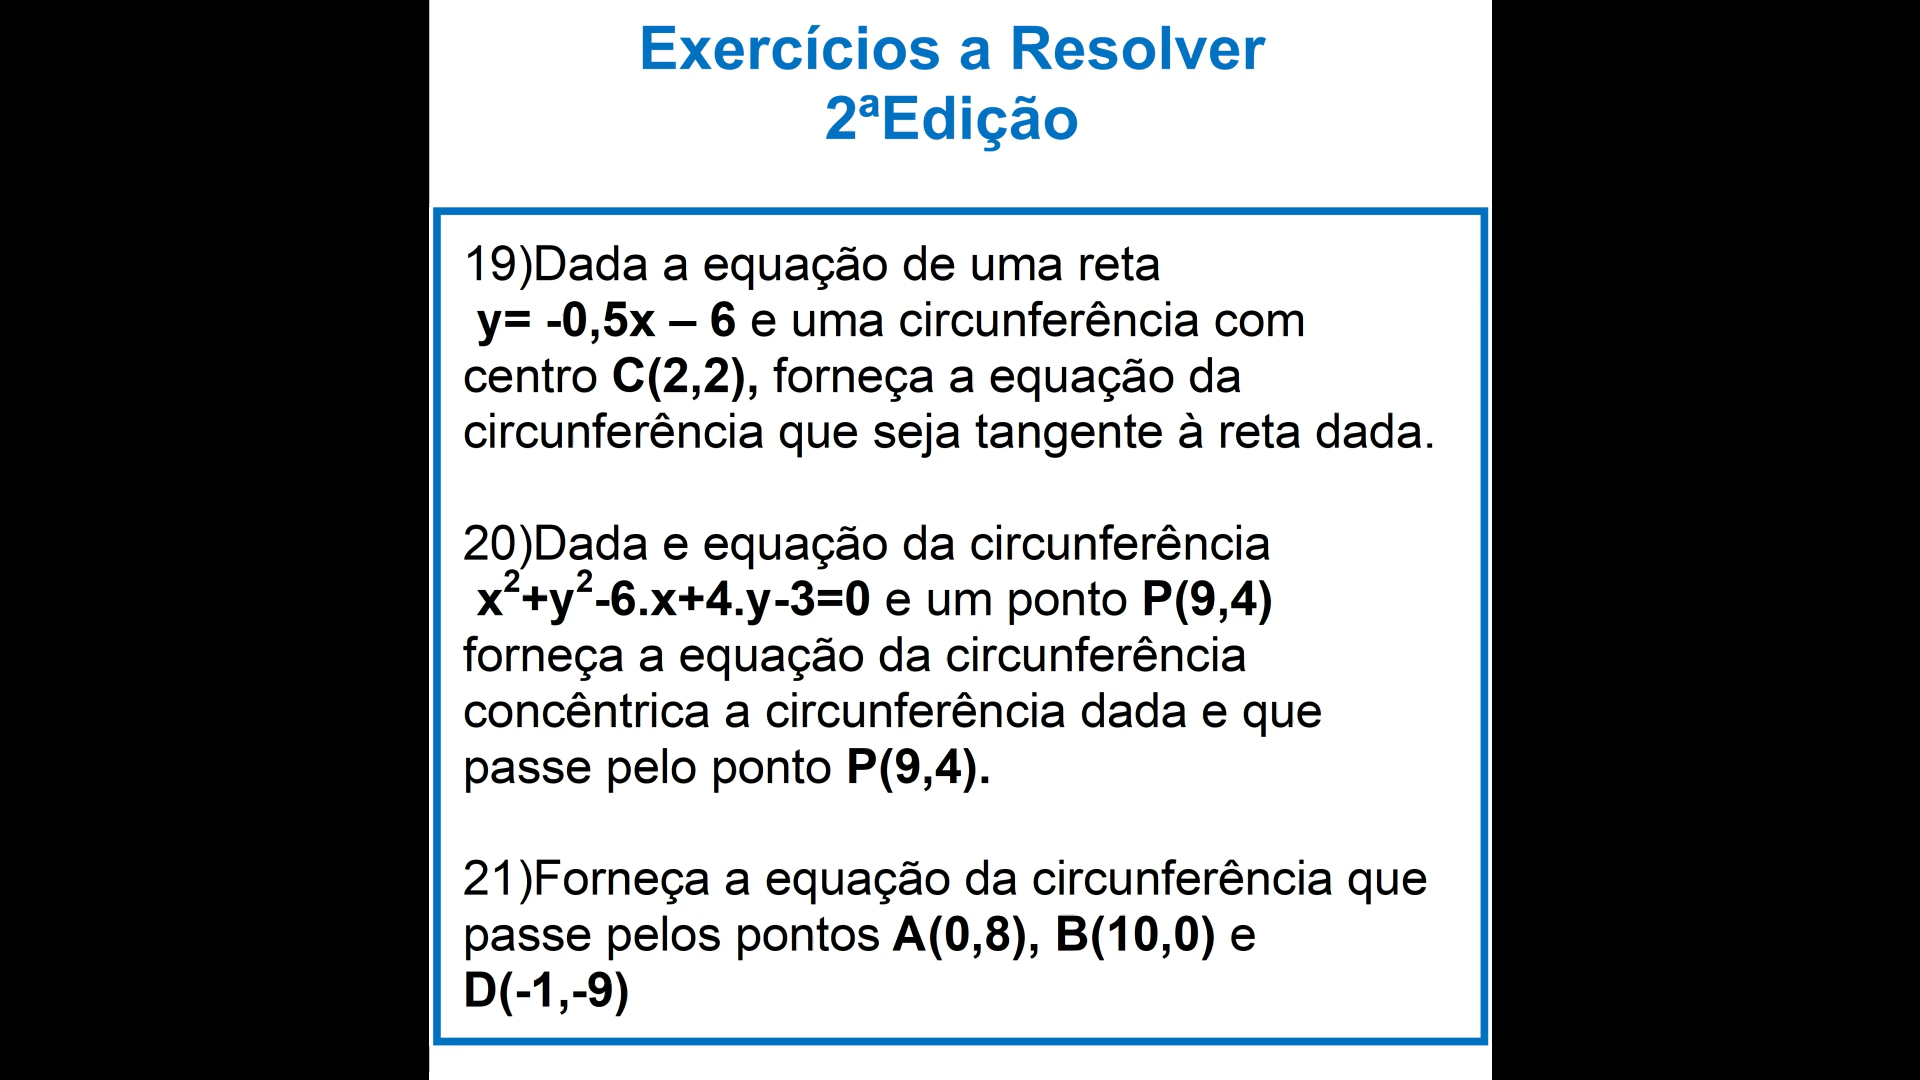 Exercícios a Resolver
2ªEdição
19)Dada a equação de uma reta
y= -0,5x – 6 e uma circunferência com
centro C(2,2), forneça a equação da
circunferência que seja tangente à reta dada.
20)Dada e equação da circunferência
x²+y²-6.x+4.y-3=0 e um ponto P(9,4)
forneça a equação da circunferência
concêntrica a circunferência dada e que
passe pelo ponto P(9,4).
21)Forneça a equação da circunferência que
passe pelos pontos A(0,8), B(10,0) e
D(-1,-9)